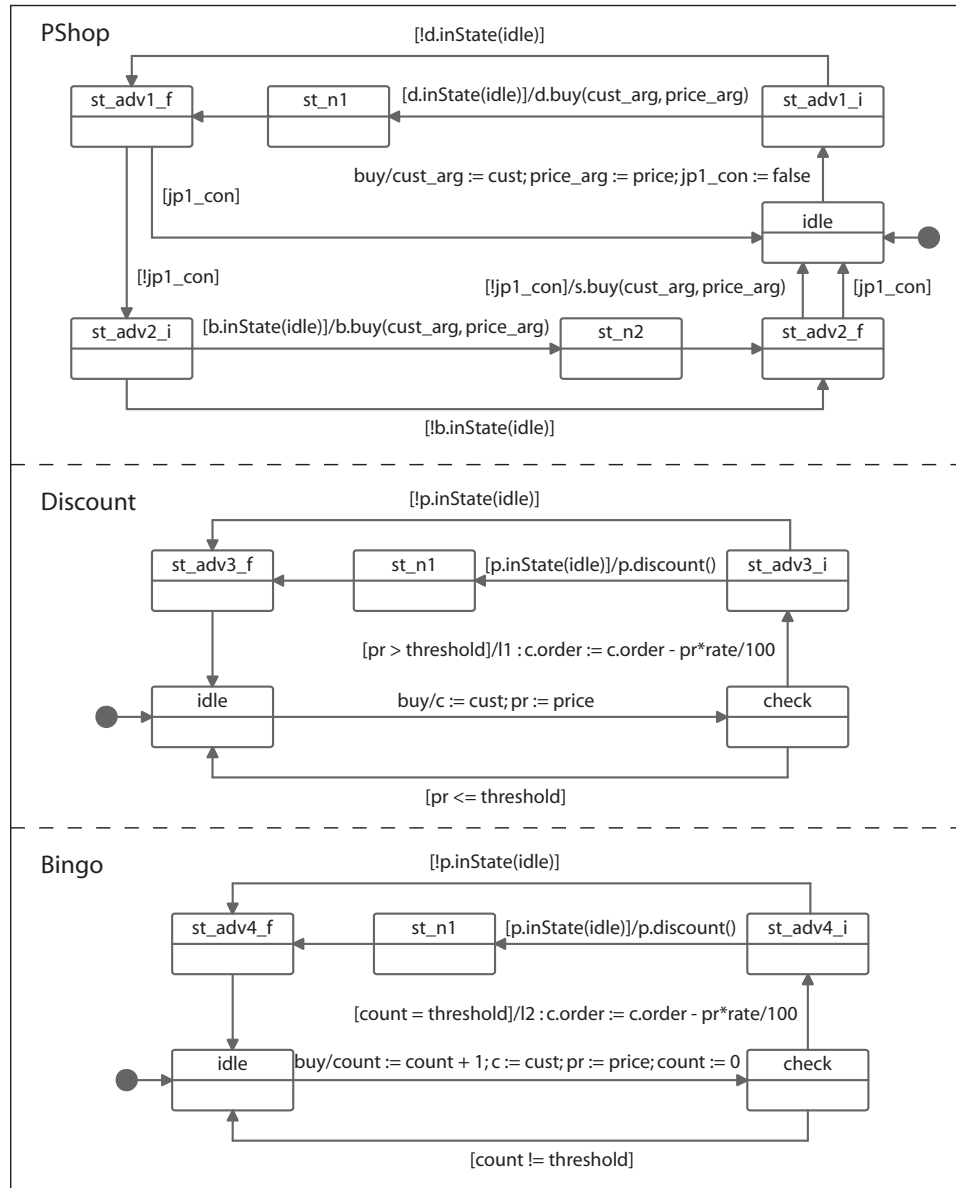 PShop
[!d.inState(idle)]
st_adv1_f
st_n1
[d.inState(idle)]/d.buy(cust_arg, price_arg)
st_adv1_i
buy/cust_arg := cust; price_arg := price; jp1_con := false
[jp1_con]
idle
[!jp1_con]
[!jp1_con]/s.buy(cust_arg, price_arg)
[jp1_con]
st_adv2_i
[b.inState(idle)]/b.buy(cust_arg, price_arg)
st_n2
st_adv2_f
[!b.inState(idle)]
Discount
[!p.inState(idle)]
st_adv3_f
st_n1
[p.inState(idle)]/p.discount()
st_adv3_i
[pr > threshold]/l1 : c.order := c.order - pr*rate/100
idle
buy/c := cust; pr := price
check
[pr <= threshold]
Bingo
[!p.inState(idle)]
st_adv4_f
st_n1
[p.inState(idle)]/p.discount()
st_adv4_i
[count = threshold]/l2 : c.order := c.order - pr*rate/100
idle
buy/count := count + 1; c := cust; pr := price; count := 0
check
[count != threshold]